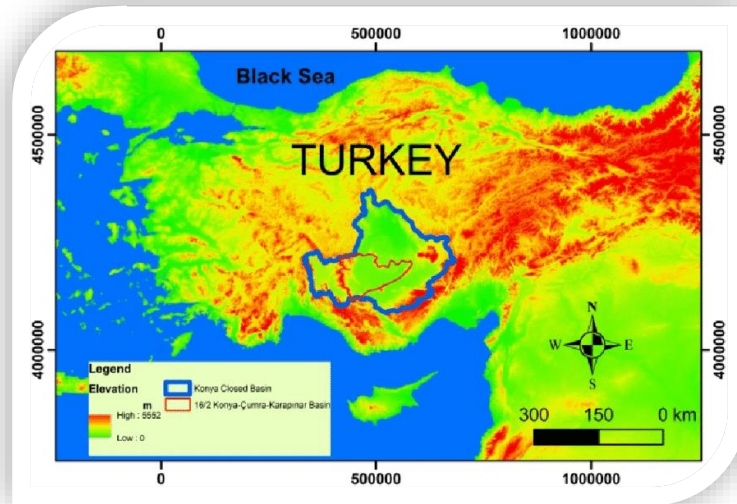 0 500000 1000000
Black Sea
4500000 4500000
TURKEY
4000000 4000000
N
W E
S
Legend
Elevation
m
High : 5552
Low : 0
Konya Closed Basin
16/2 Konya-Çumra-Karapınar Basin
300 150 0 km
0 500000 1000000